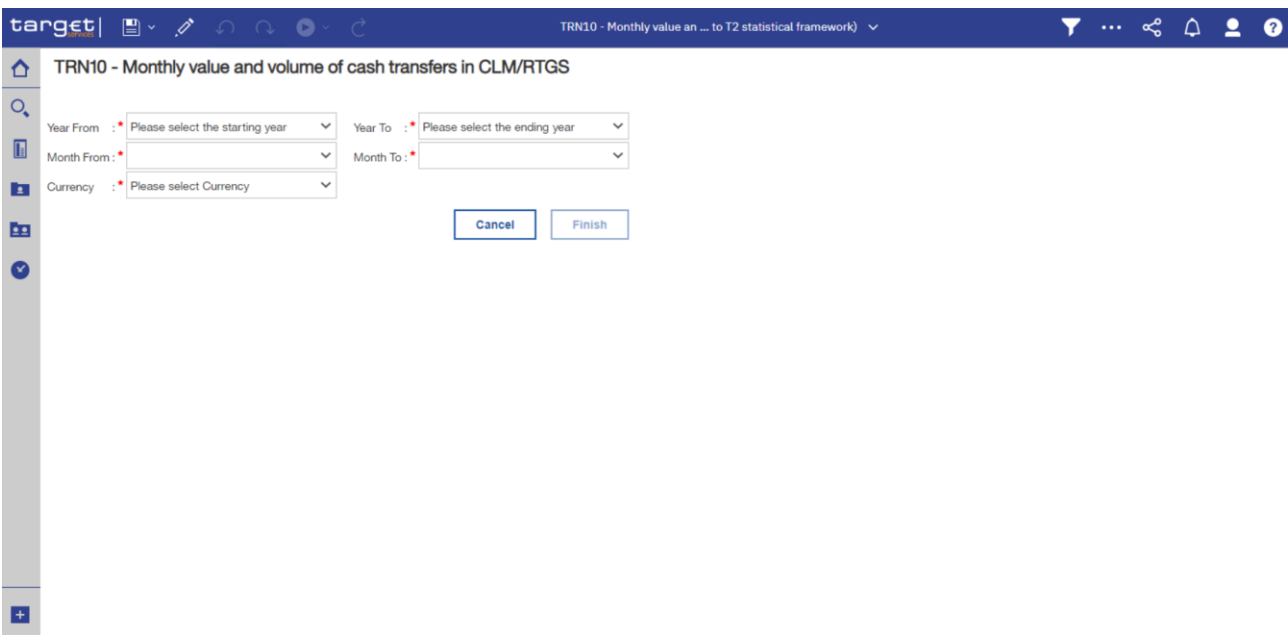 target|
services
TRN10 - Monthly value an ... to T2 statistical framework)
?
TRN10 - Monthly value and volume of cash transfers in CLM/RTGS
Year From :* Please select the starting year Year To :* Please select the ending year
Month From :* Month To :*
Currency :* Please select Currency
Cancel Finish